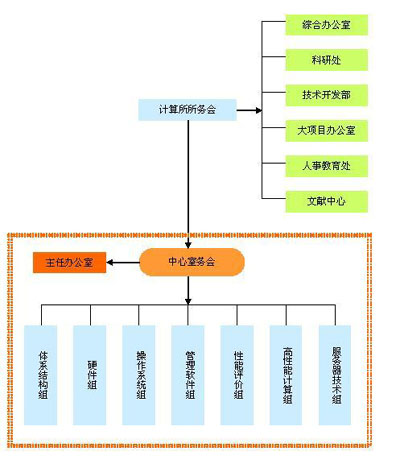 综合办公室
科研处
技术开发部
计算所所务会
大项目办公室
人事教育处
文献中心
主任办公室
中心室务会
体系结构组
硬件组
操作系统组
管理软件组
性能评价组
高性能计算组
服务器技术组